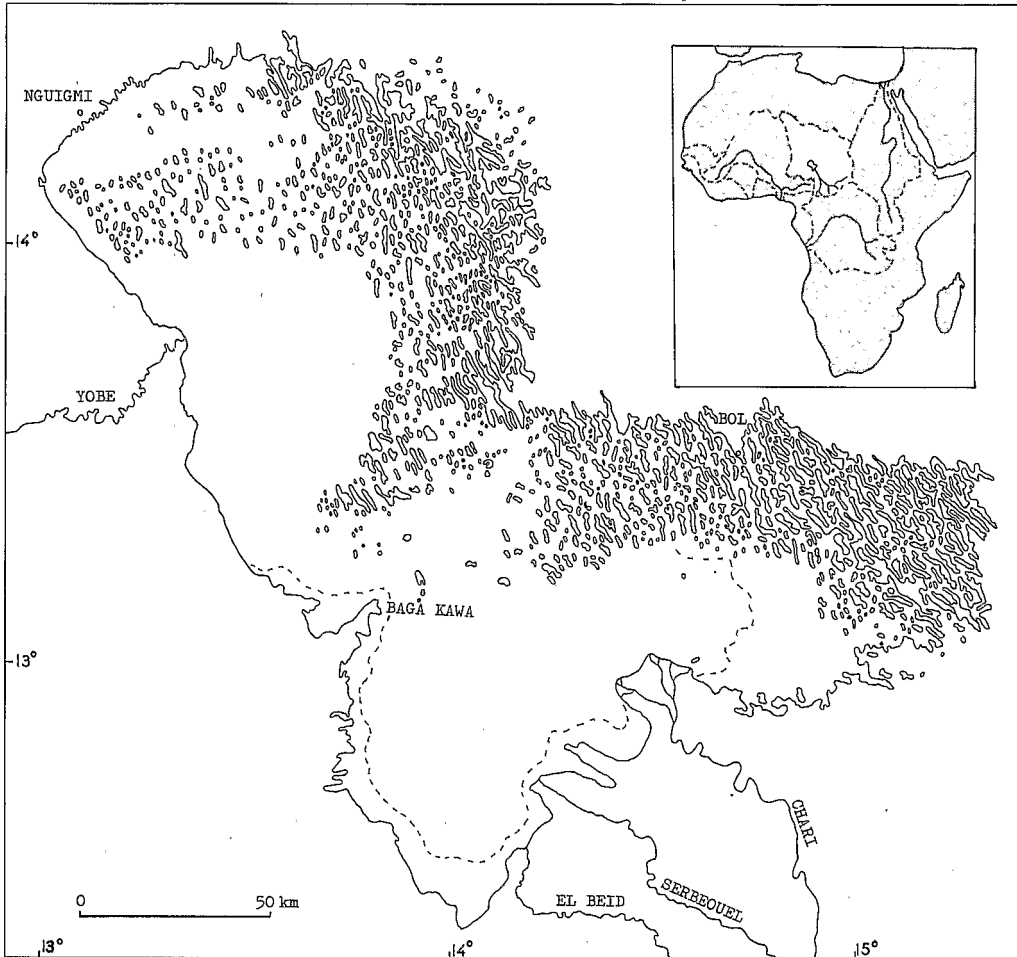 NGUIGMI
14°
YOBE
BOL
BAGA KAWA
13°
CHARI
SERBEOUEL
EL BEID
0 50 km
13° 14° 15°